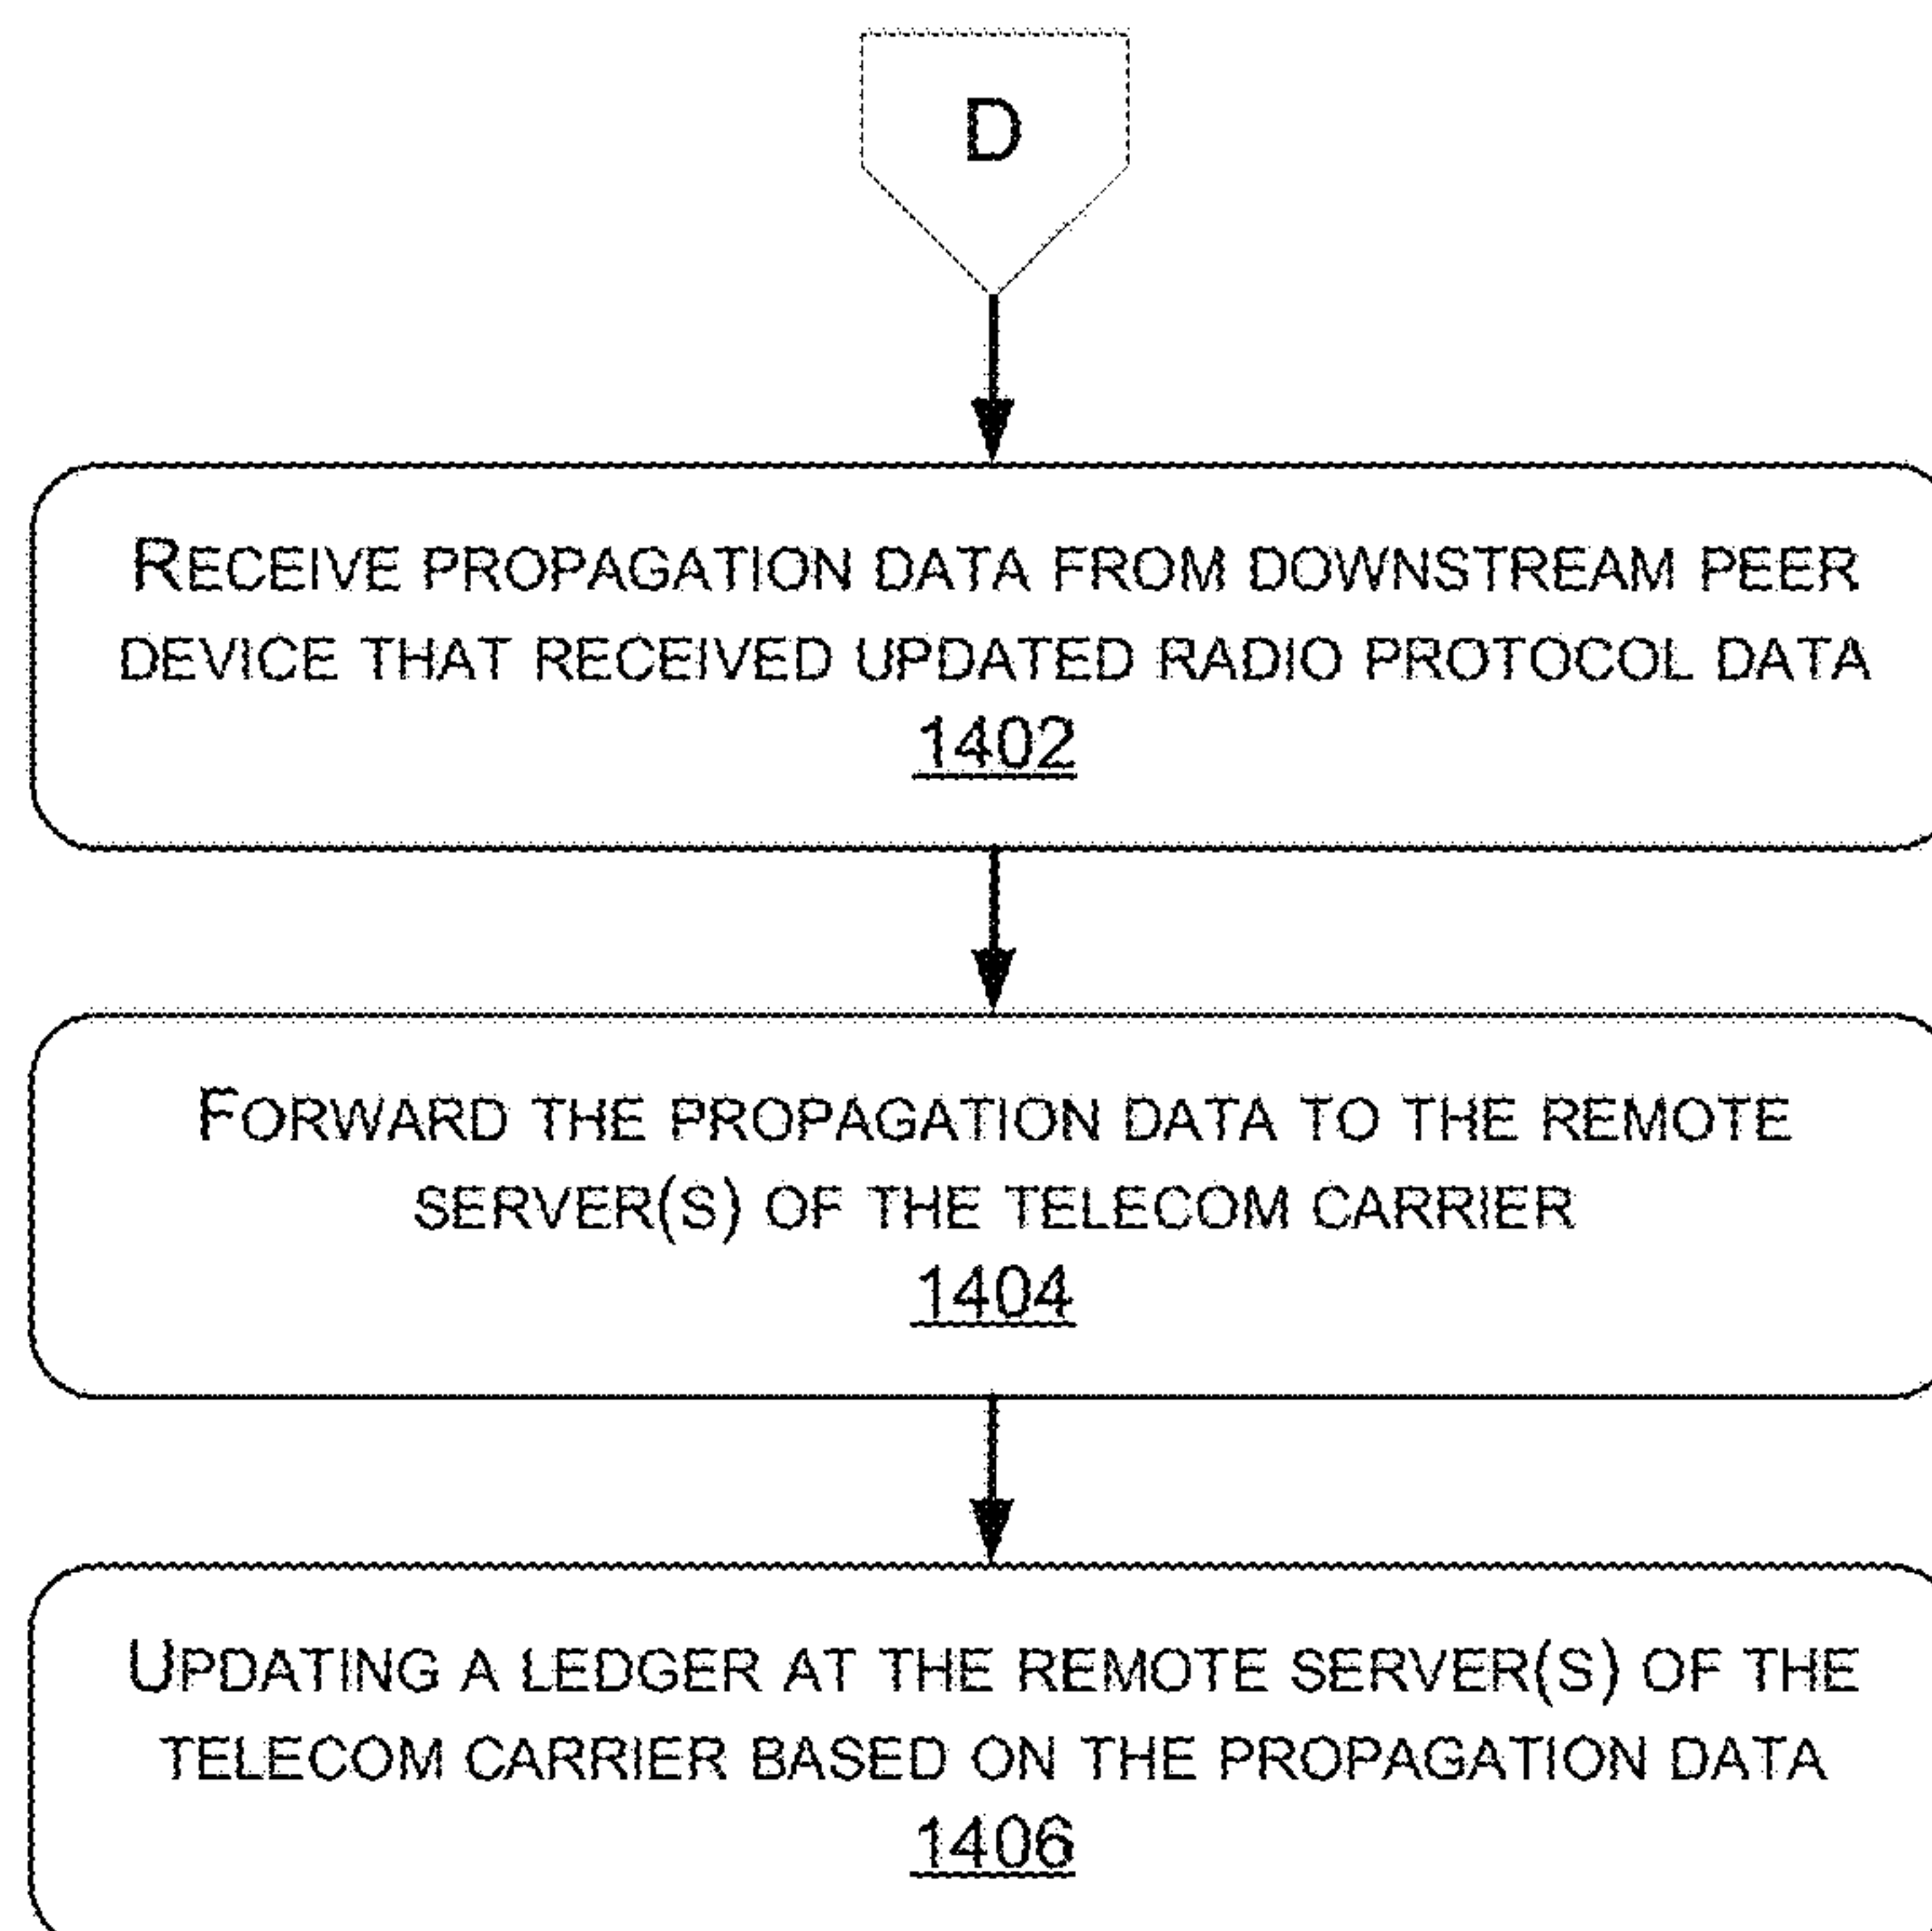 D
RECEIVE PROPAGATION DATA FROM DOWNSTREAM PEER
DEVICE THAT RECEIVED UPDATED RADIO PROTOCOL DATA
1402
FORWARD THE PROPAGATION DATA TO THE REMOTE
SERVER(S) OF THE TELECOM CARRIER
1404
UPDATING A LEDGER AT THE REMOTE SERVER(S) OF THE
TELECOM CARRIER BASED ON THE PROPAGATION DATA
1406